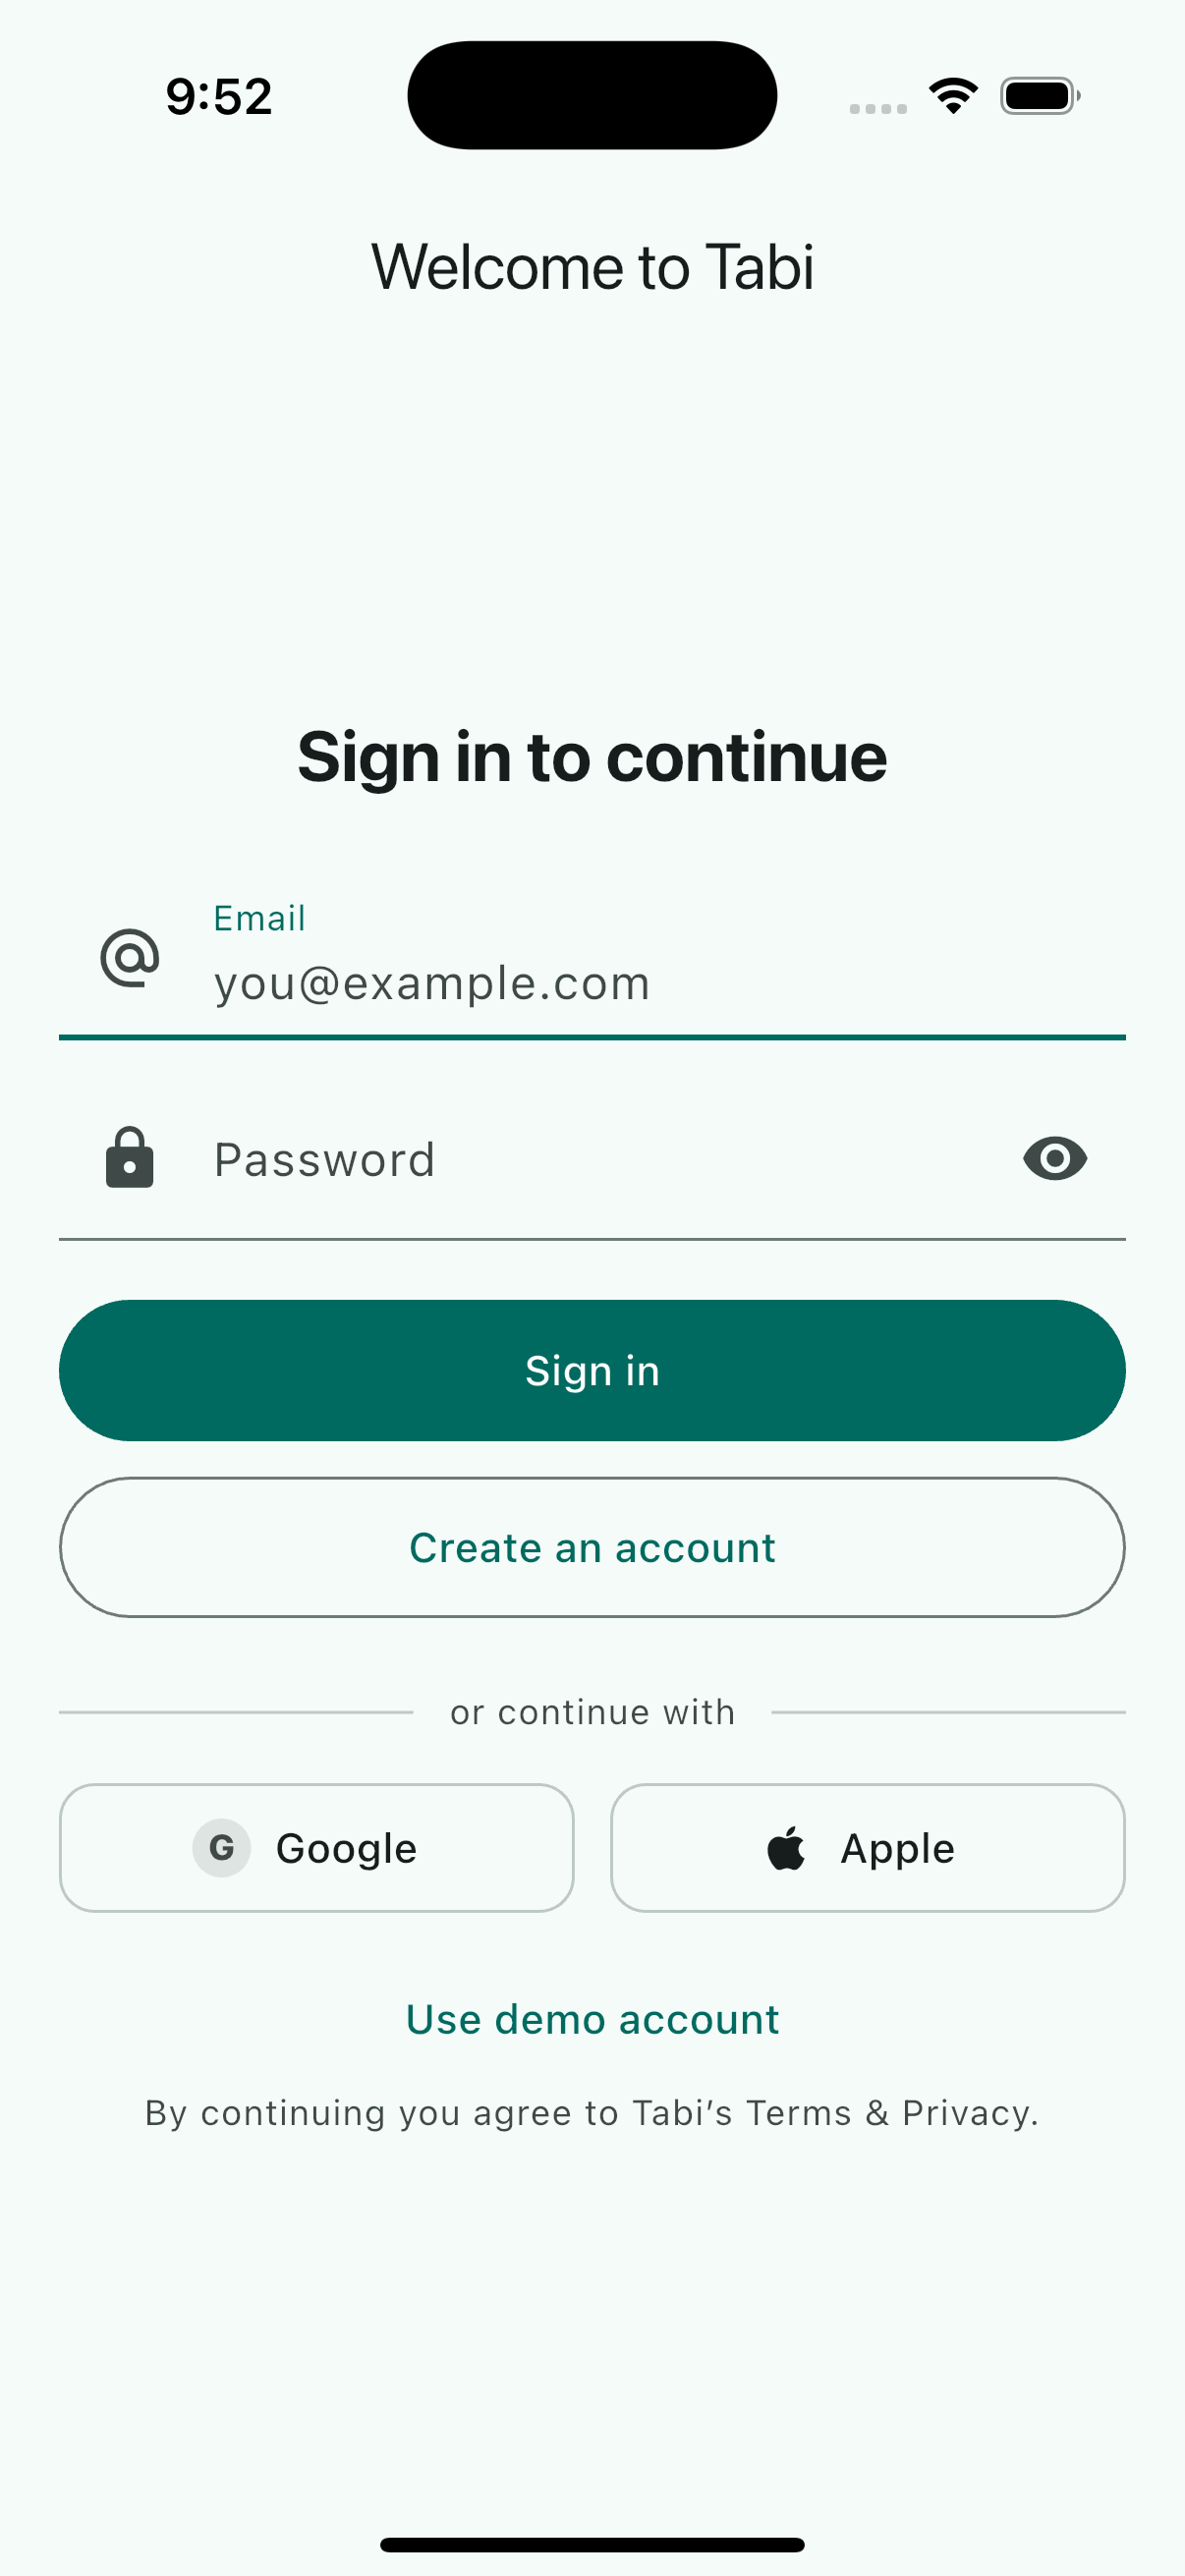 9:52
Welcome to Tabi
Sign in to continue
Email
you@example.com
Password
Sign in
Create an account
or continue with
G Google
Apple
Use demo account
By continuing you agree to Tabi’s Terms & Privacy.